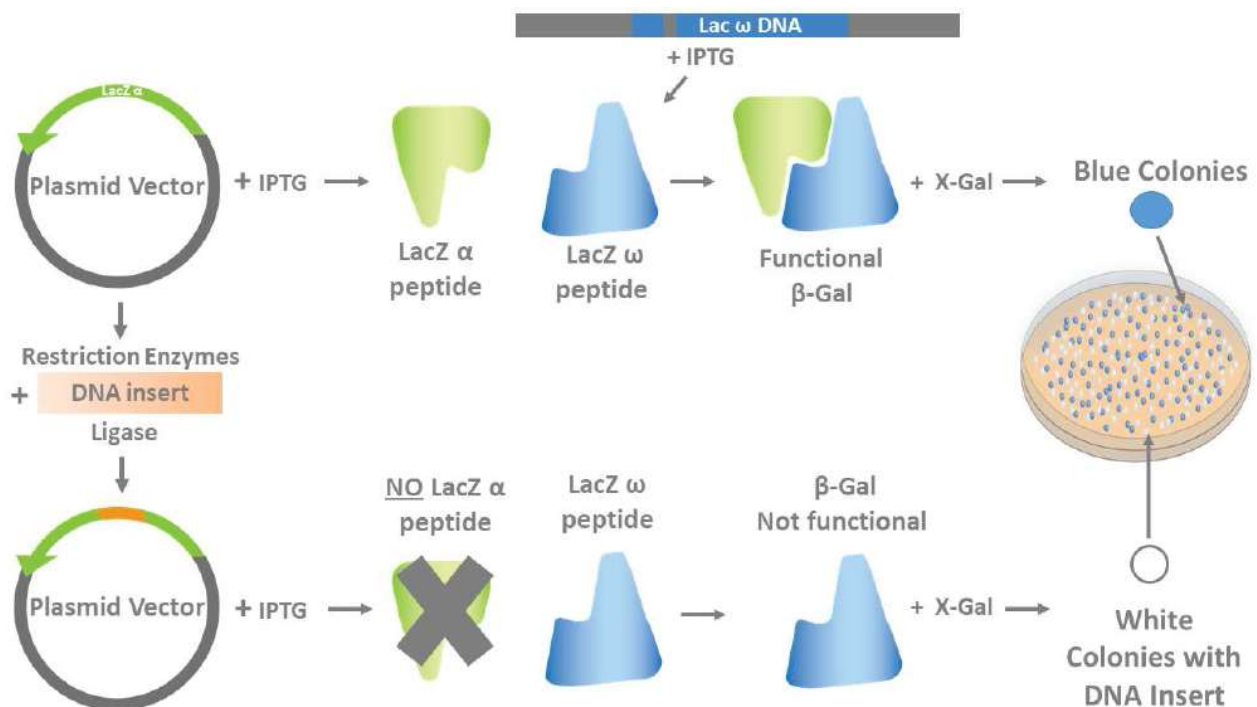 Lac ω DNA
+ IPTG
LacZ α
Plasmid Vector
+ IPTG
LacZ α
peptide
LacZ ω
peptide
Functional
β-Gal
+ X-Gal
Blue Colonies
Restriction Enzymes
+ DNA insert
Ligase
Plasmid Vector
+ IPTG
NO LacZ α
peptide
LacZ ω
peptide
β-Gal
Not functional
+ X-Gal
White
Colonies with
DNA Insert